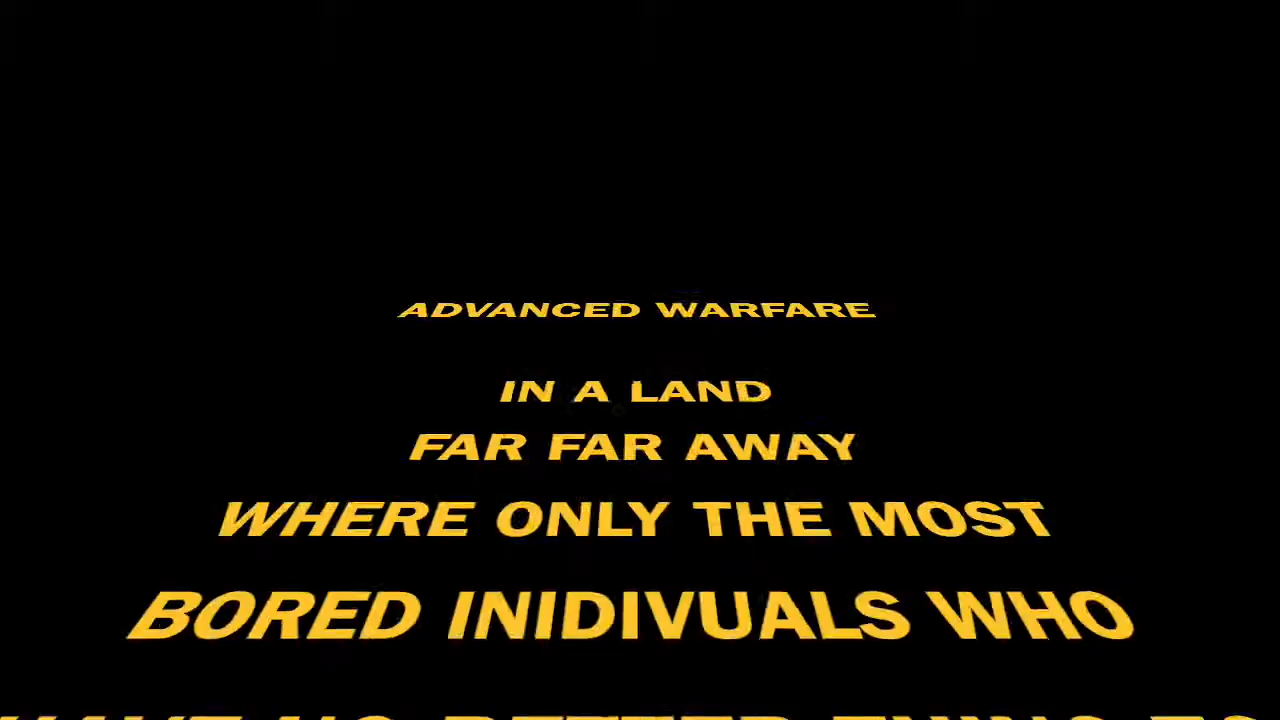 ADVANCED WARFARE
IN A LAND
FAR FAR AWAY
WHERE ONLY THE MOST
BORED INIDIVUALS WHO